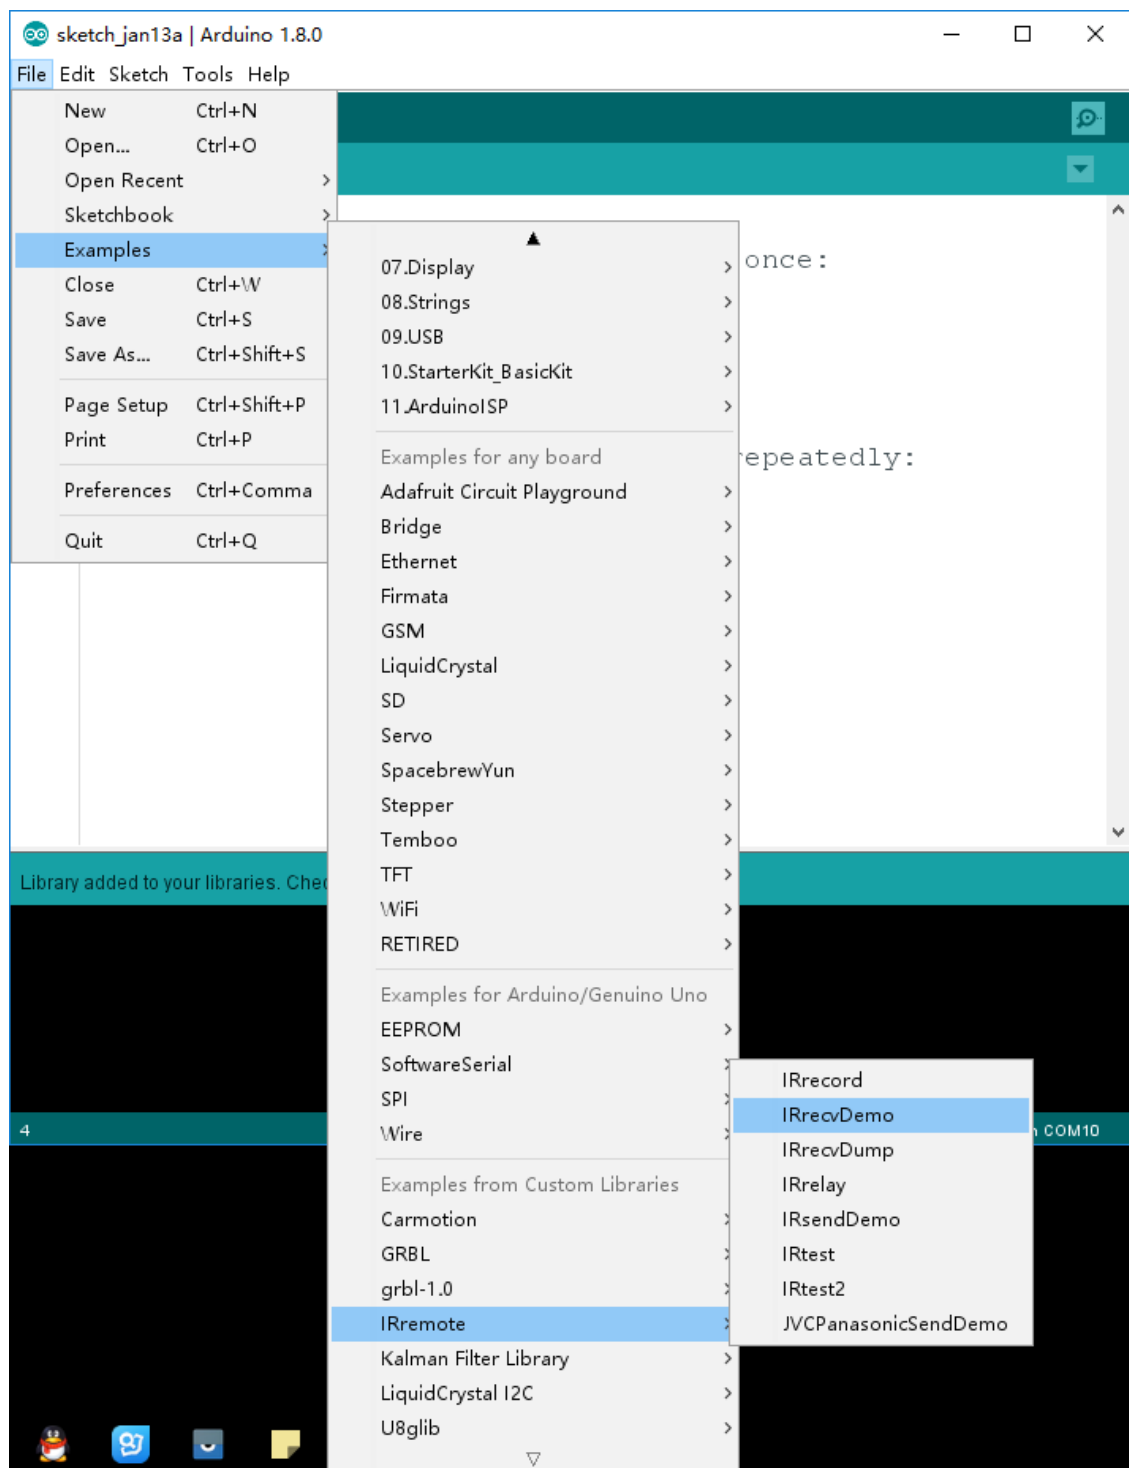 sketch_jan13a | Arduino 1.8.0
File Edit Sketch Tools Help
New Ctrl+N
Open... Ctrl+O
Open Recent
Sketchbook
Examples
Close Ctrl+W
Save Ctrl+S
Save As... Ctrl+Shift+S
Page Setup Ctrl+Shift+P
Print Ctrl+P
Preferences Ctrl+Comma
Quit Ctrl+Q
once:
epeatedly:
07.Display
08.Strings
09.USB
10.StarterKit_BasicKit
11.ArduinoISP
Examples for any board
Adafruit Circuit Playground
Bridge
Ethernet
Firmata
GSM
LiquidCrystal
SD
Servo
SpacebrewYun
Stepper
Temboo
TFT
WiFi
RETIRED
Examples for Arduino/Genuino Uno
EEPROM
SoftwareSerial
SPI
Wire
Examples from Custom Libraries
Carmotion
GRBL
grbl-1.0
IRremote
Kalman Filter Library
LiquidCrystal I2C
U8glib
IRrecord
IRrecvDemo
IRrecvDump
IRrelay
IRsendDemo
IRtest
IRtest2
JVCPanasonicSendDemo
Library added to your libraries. Chec
4
COM10